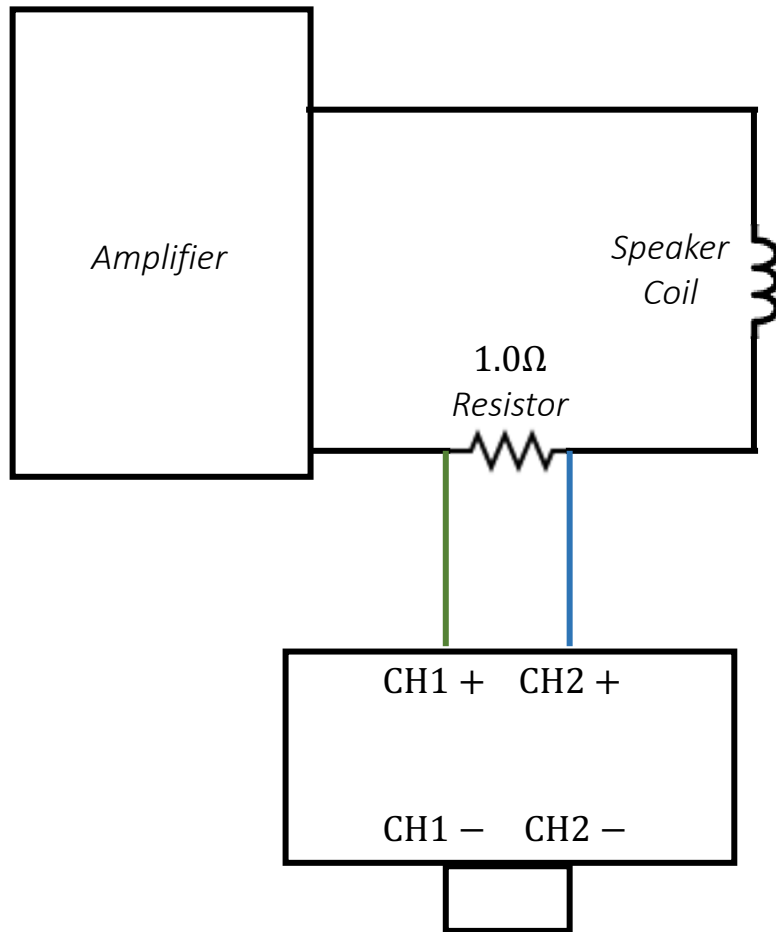 Amplifier
Speaker
Coil
1.0Ω
Resistor
CH1 + CH2 +
CH1 − CH2 −